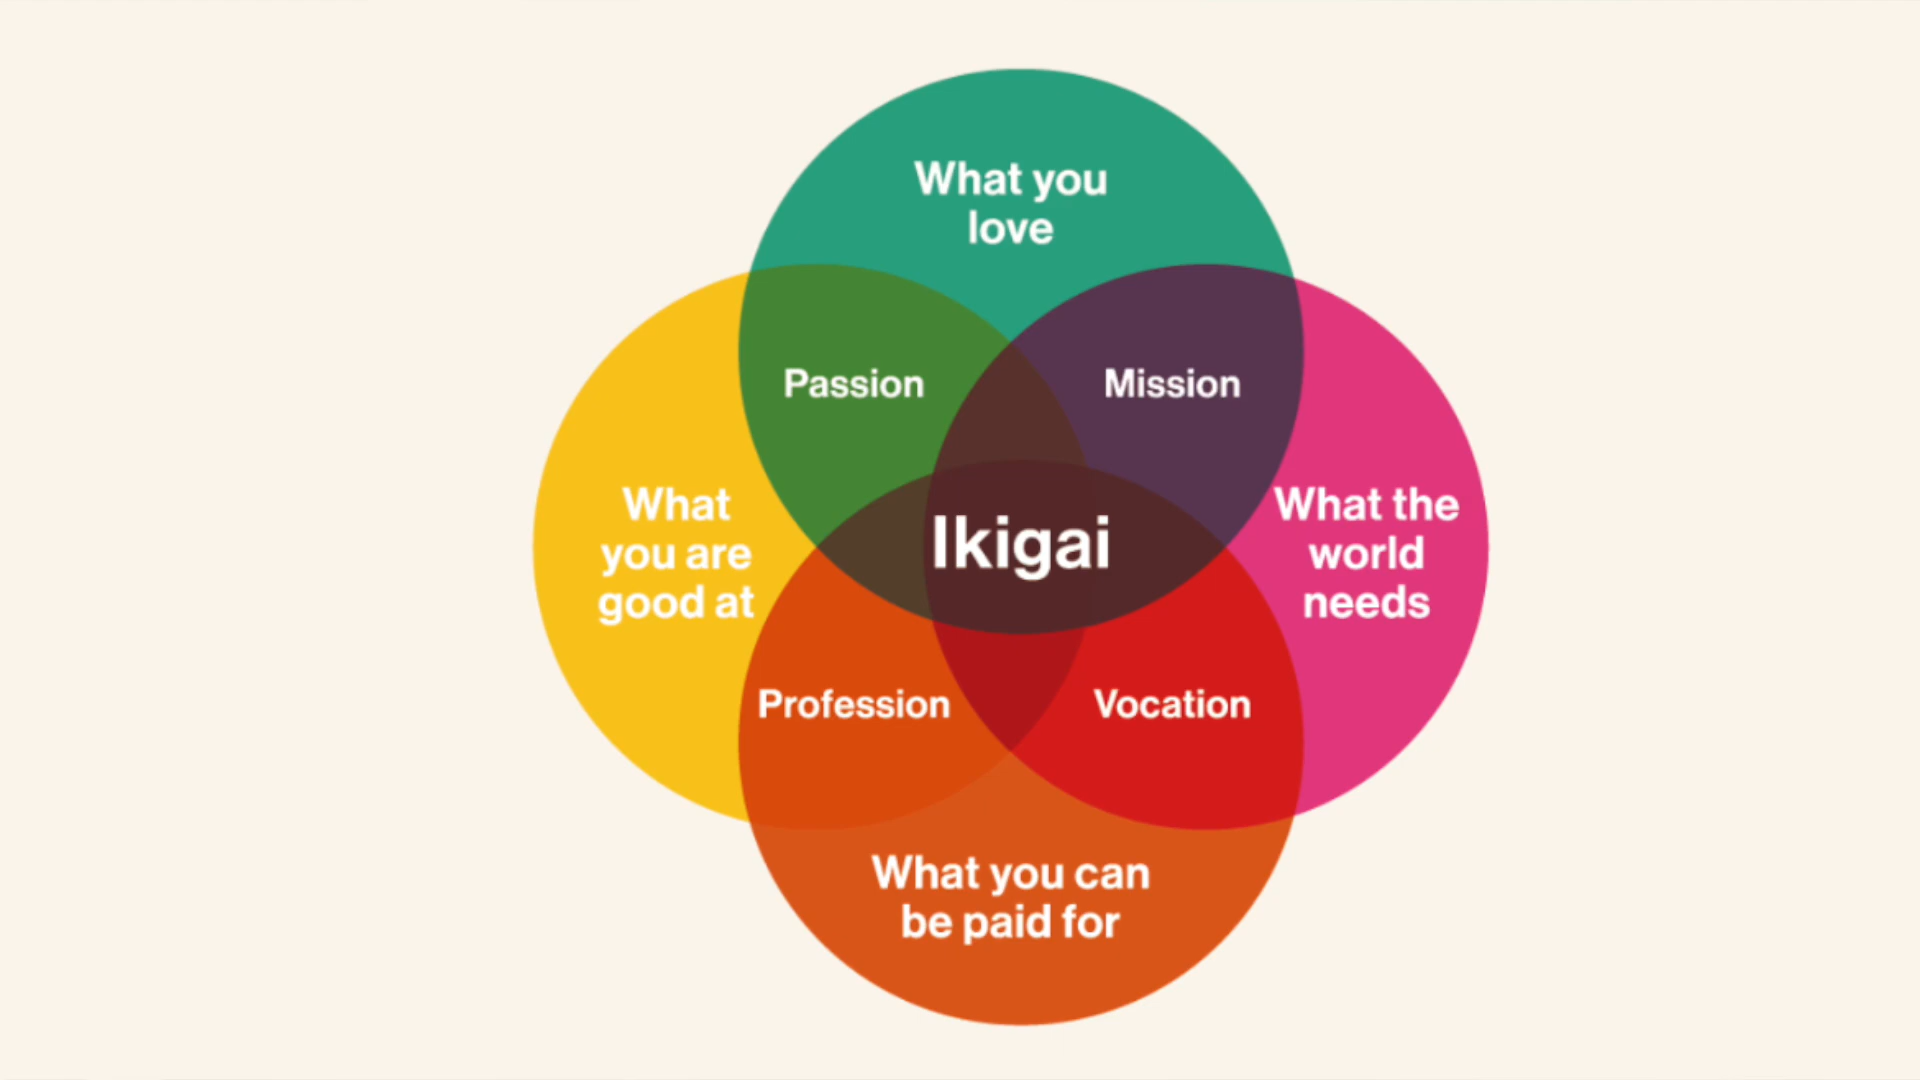 What you
love
Passion
Mission
What
you are
good at
Ikigai
What the
world
needs
Profession
Vocation
What you can
be paid for